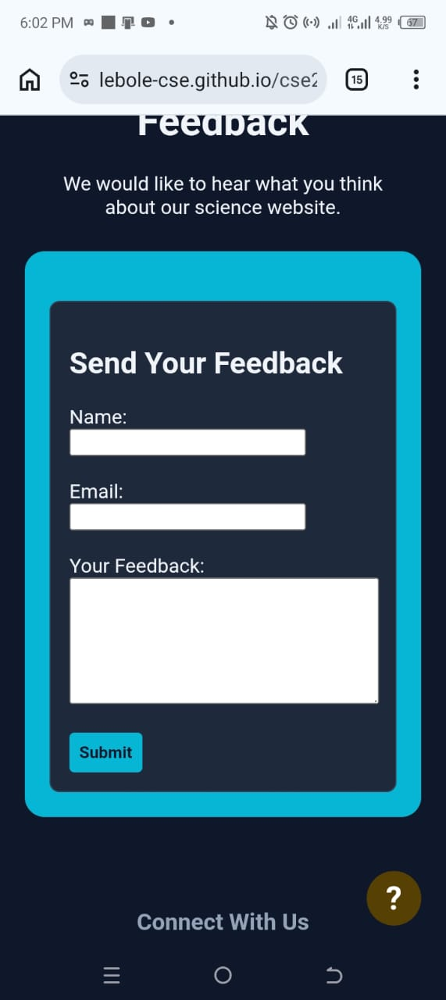 6:02 PM
4G
4.99
K/S
67
lebole-cse.github.io/cse2
15
Feedback
We would like to hear what you think
about our science website.
Send Your Feedback
Name:
Email:
Your Feedback:
Submit
?
Connect With Us